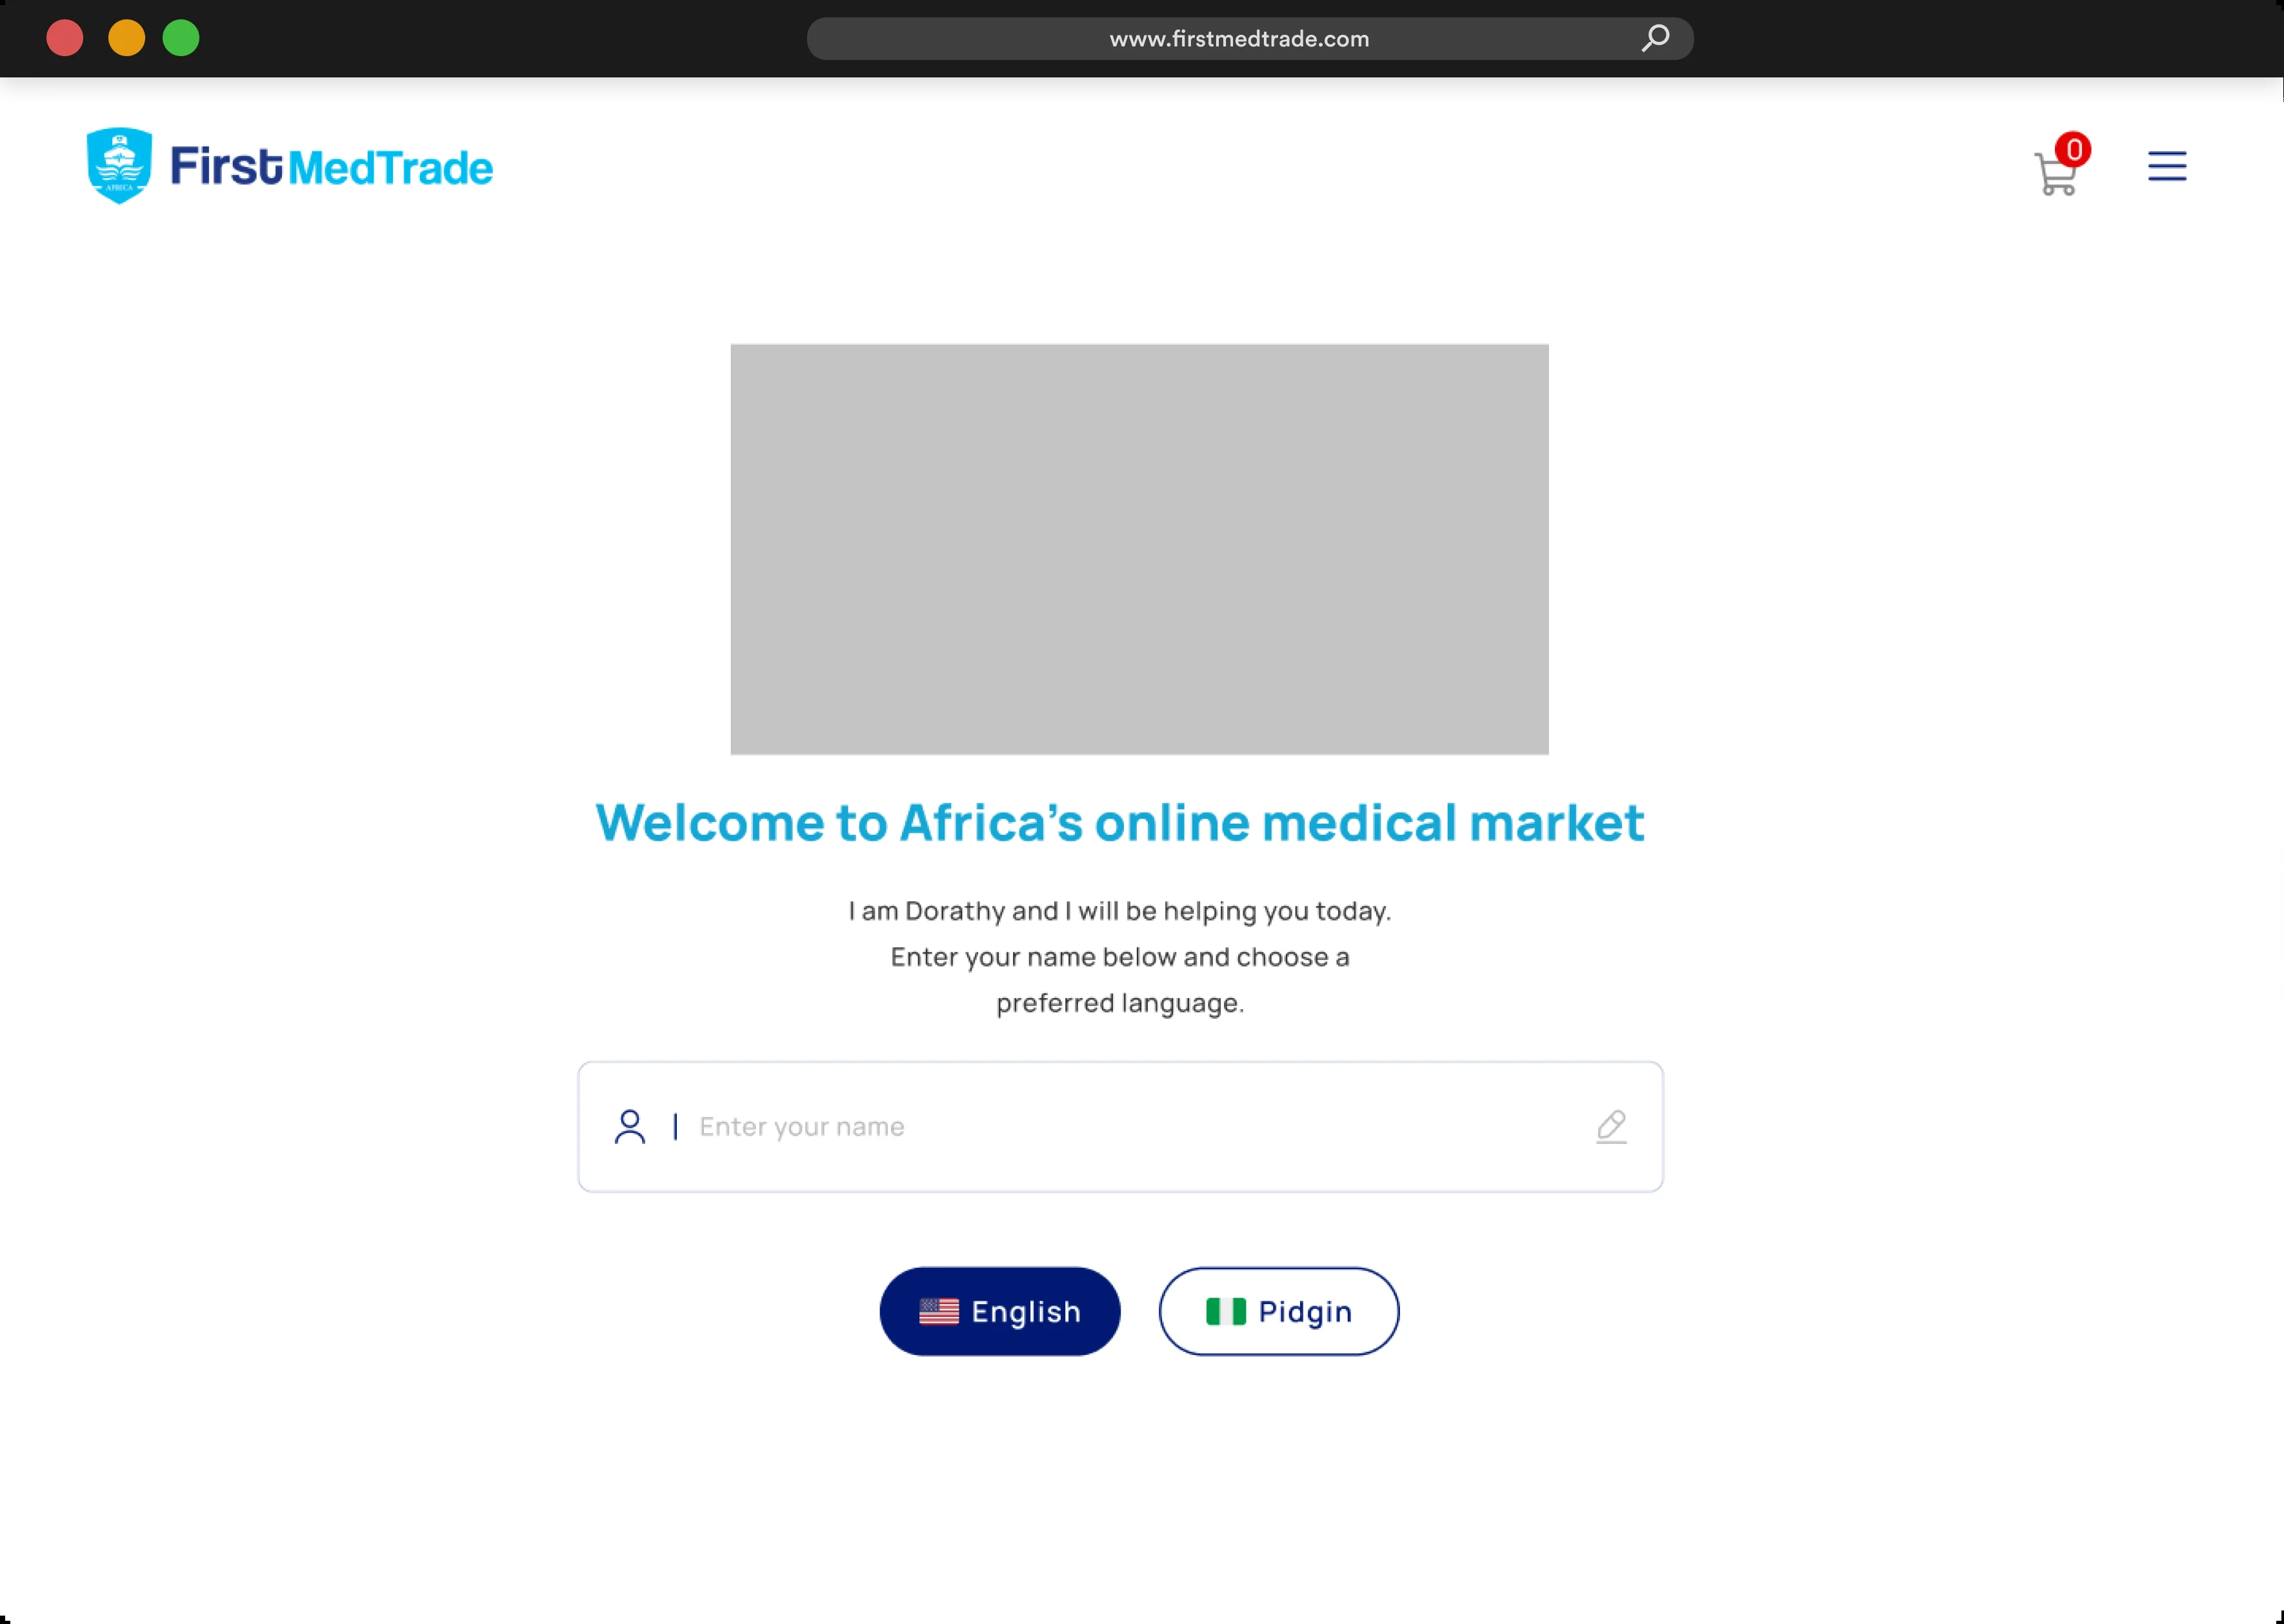 www.firstmedtrade.com
FirstMedTrade
AFRICA
0
Welcome to Africa’s online medical market
I am Dorathy and I will be helping you today.
Enter your name below and choose a
preferred language.
Enter your name
English
Pidgin